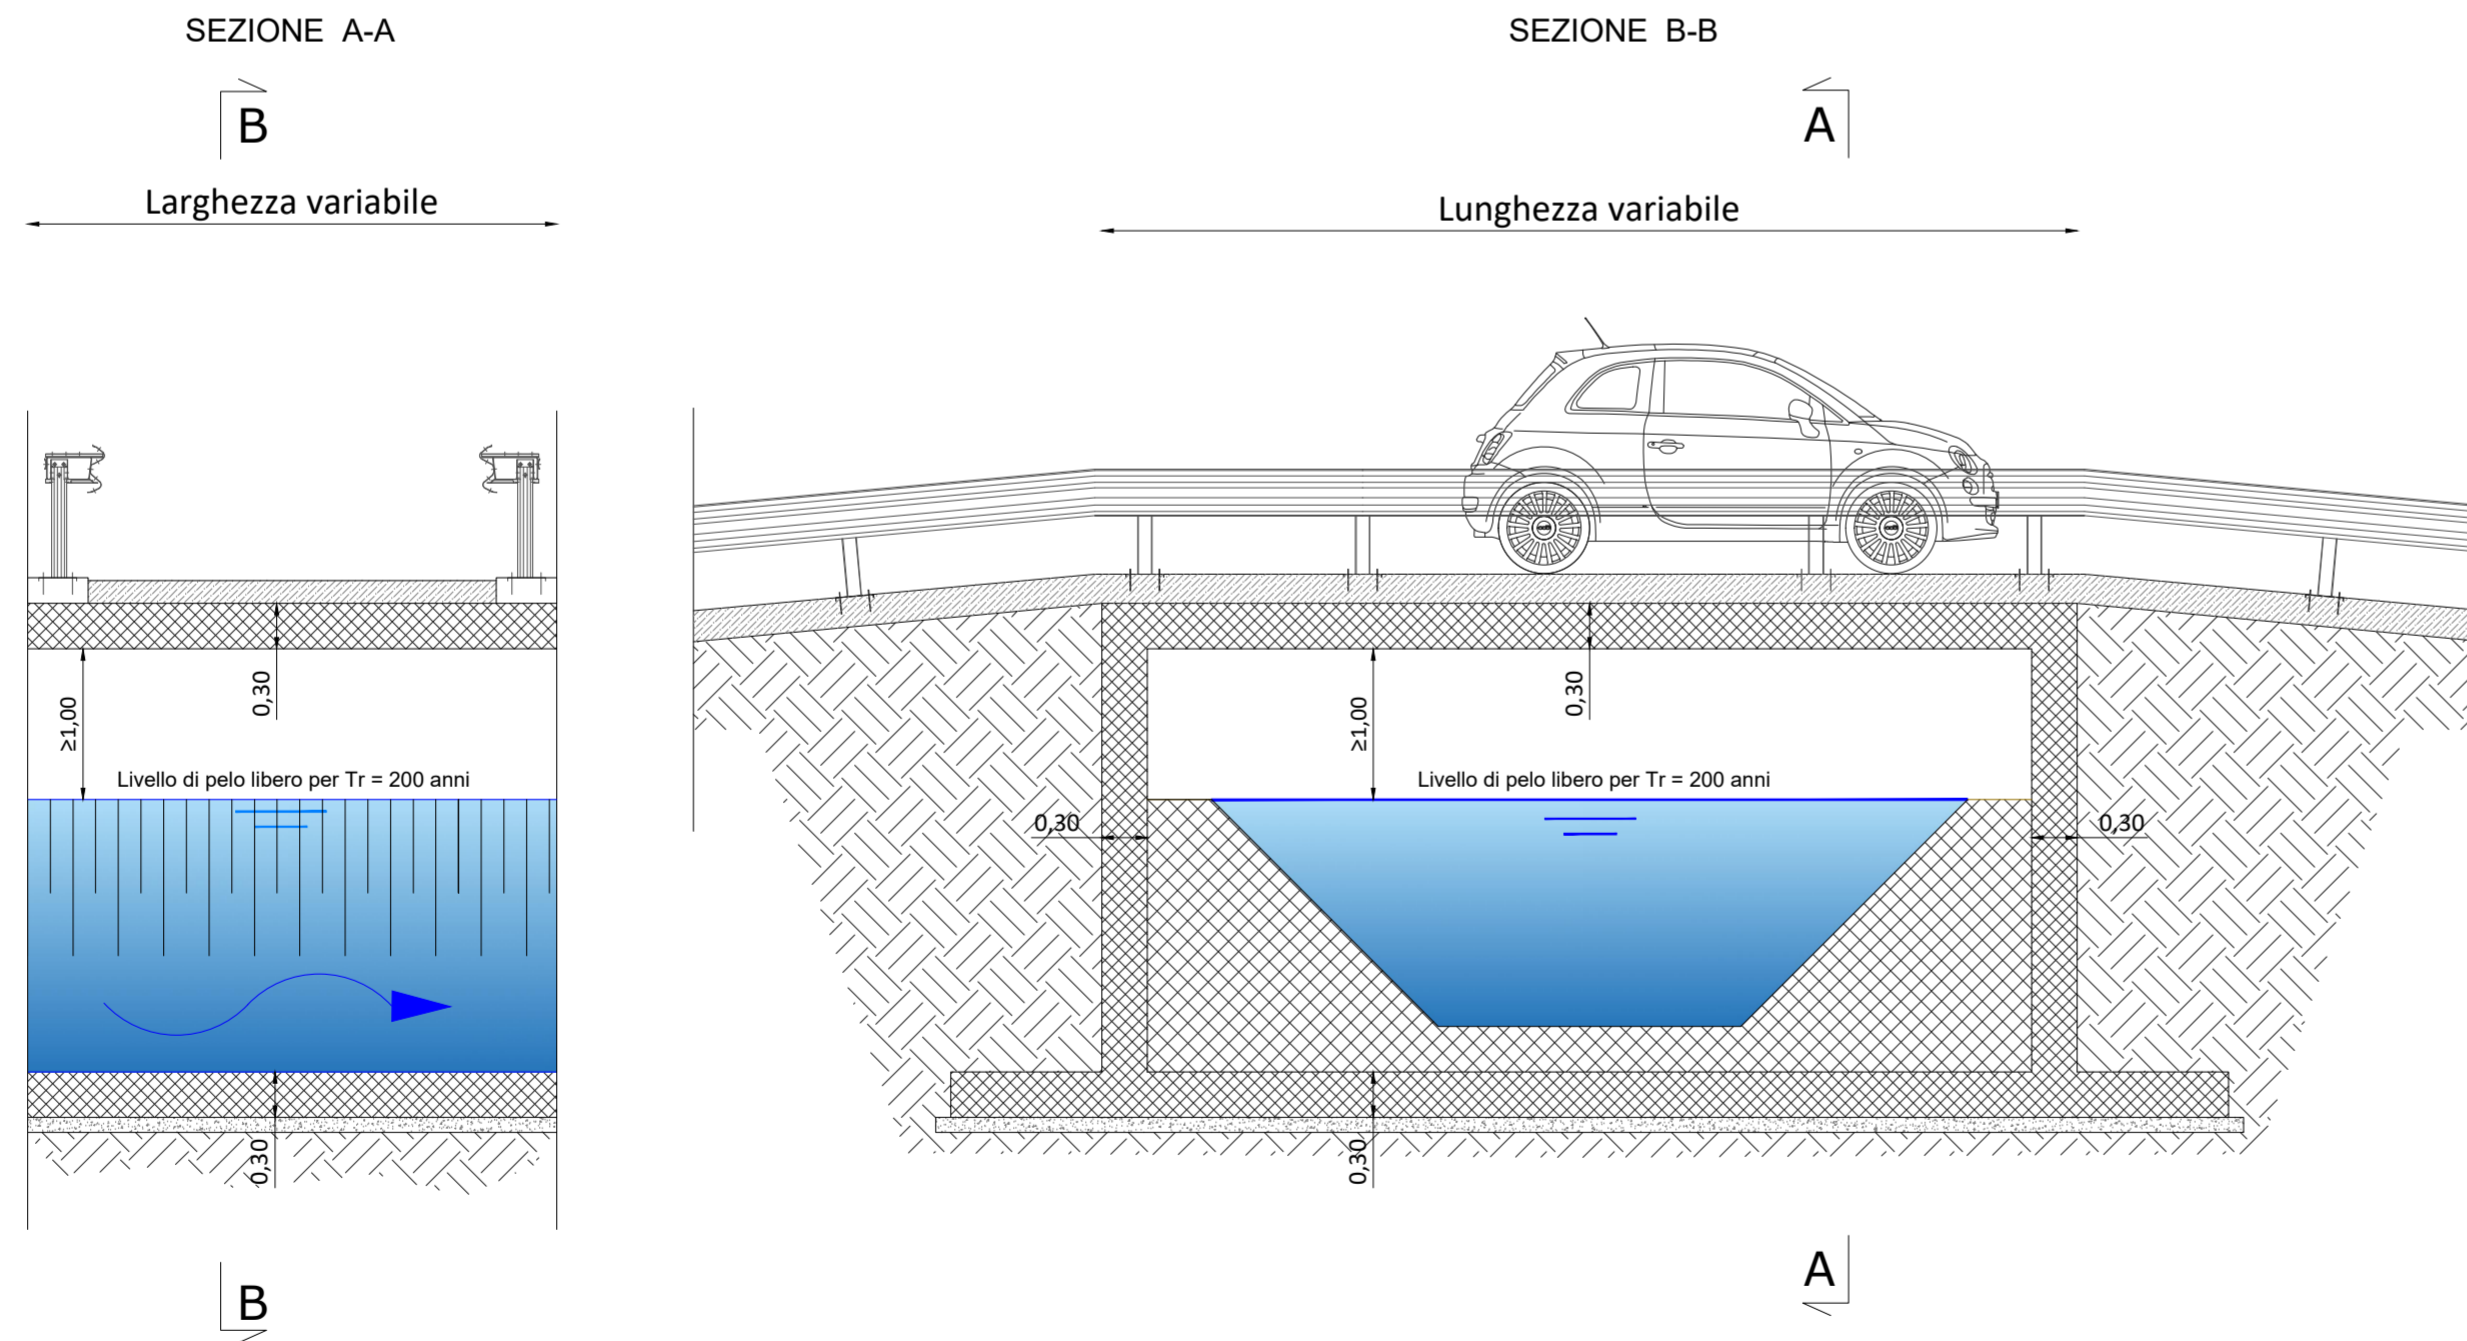 SEZIONE A-A
B
Larghezza variabile
0,30
≥1,00
Livello di pelo libero per Tr = 200 anni
0,30
B
SEZIONE B-B
A
Lunghezza variabile
0,30
≥1,00
Livello di pelo libero per Tr = 200 anni
0,30
0,30
0,30
A